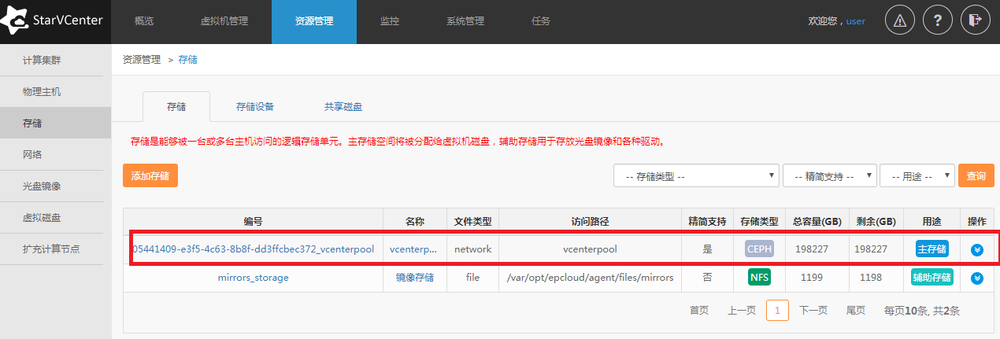 StarVCenter 概览 虚拟机管理 资源管理 监控 系统管理 任务 欢迎您，user
计算集群
物理主机
存储
网络
光盘镜像
虚拟磁盘
扩充计算节点
资源管理 > 存储
存储 存储设备 共享磁盘
存储是能够被一台或多台主机访问的逻辑存储单元。主存储空间将被分配给虚拟机磁盘，辅助存储用于存放光盘镜像和各种驱动。
添加存储 -- 存储类型 -- -- 精简支持 -- -- 用途 -- 查询
编号 名称 文件类型 访问路径 精简支持 存储类型 总容量(GB) 剩余(GB) 用途 操作
05441409-e3f5-4c63-8b8f-dd3ffcbec372_vcenterpool vcenterp... network vcenterpool 是 CEPH 198227 198227 主存储
mirrors_storage 镜像存储 file /var/opt/epcloud/agent/files/mirrors 否 NFS 1199 1198 辅助存储
首页 上一页 1 下一页 尾页 每页10条, 共2条